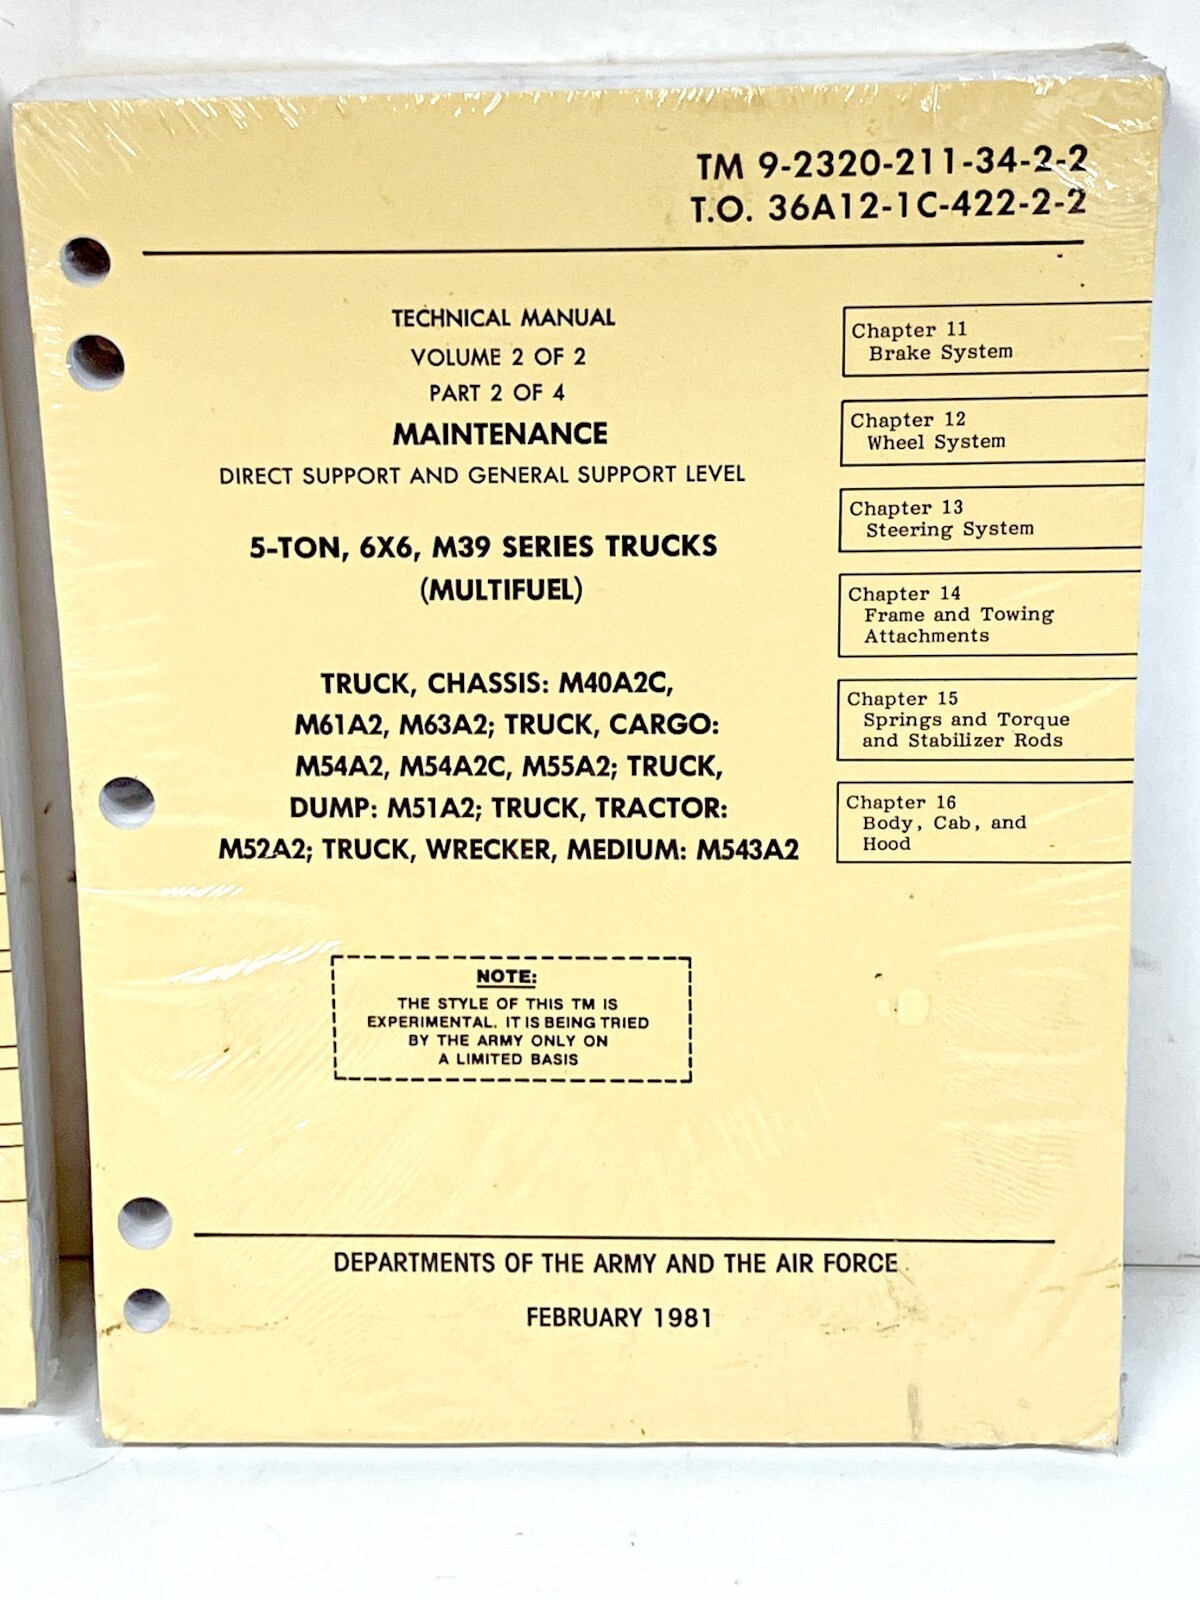 TM 9-2320-211-34-2-2
T.O. 36A12-1C-422-2-2
TECHNICAL MANUAL
VOLUME 2 OF 2
PART 2 OF 4
MAINTENANCE
DIRECT SUPPORT AND GENERAL SUPPORT LEVEL
5-TON, 6X6, M39 SERIES TRUCKS
(MULTIFUEL)
TRUCK, CHASSIS: M40A2C,
M61A2, M63A2; TRUCK, CARGO:
M54A2, M54A2C, M55A2; TRUCK,
DUMP: M51A2; TRUCK, TRACTOR:
M52A2; TRUCK, WRECKER, MEDIUM: M543A2
Chapter 11
Brake System
Chapter 12
Wheel System
Chapter 13
Steering System
Chapter 14
Frame and Towing
Attachments
Chapter 15
Springs and Torque
and Stabilizer Rods
Chapter 16
Body, Cab, and
Hood
NOTE:
THE STYLE OF THIS TM IS
EXPERIMENTAL. IT IS BEING TRIED
BY THE ARMY ONLY ON
A LIMITED BASIS
DEPARTMENTS OF THE ARMY AND THE AIR FORCE
FEBRUARY 1981